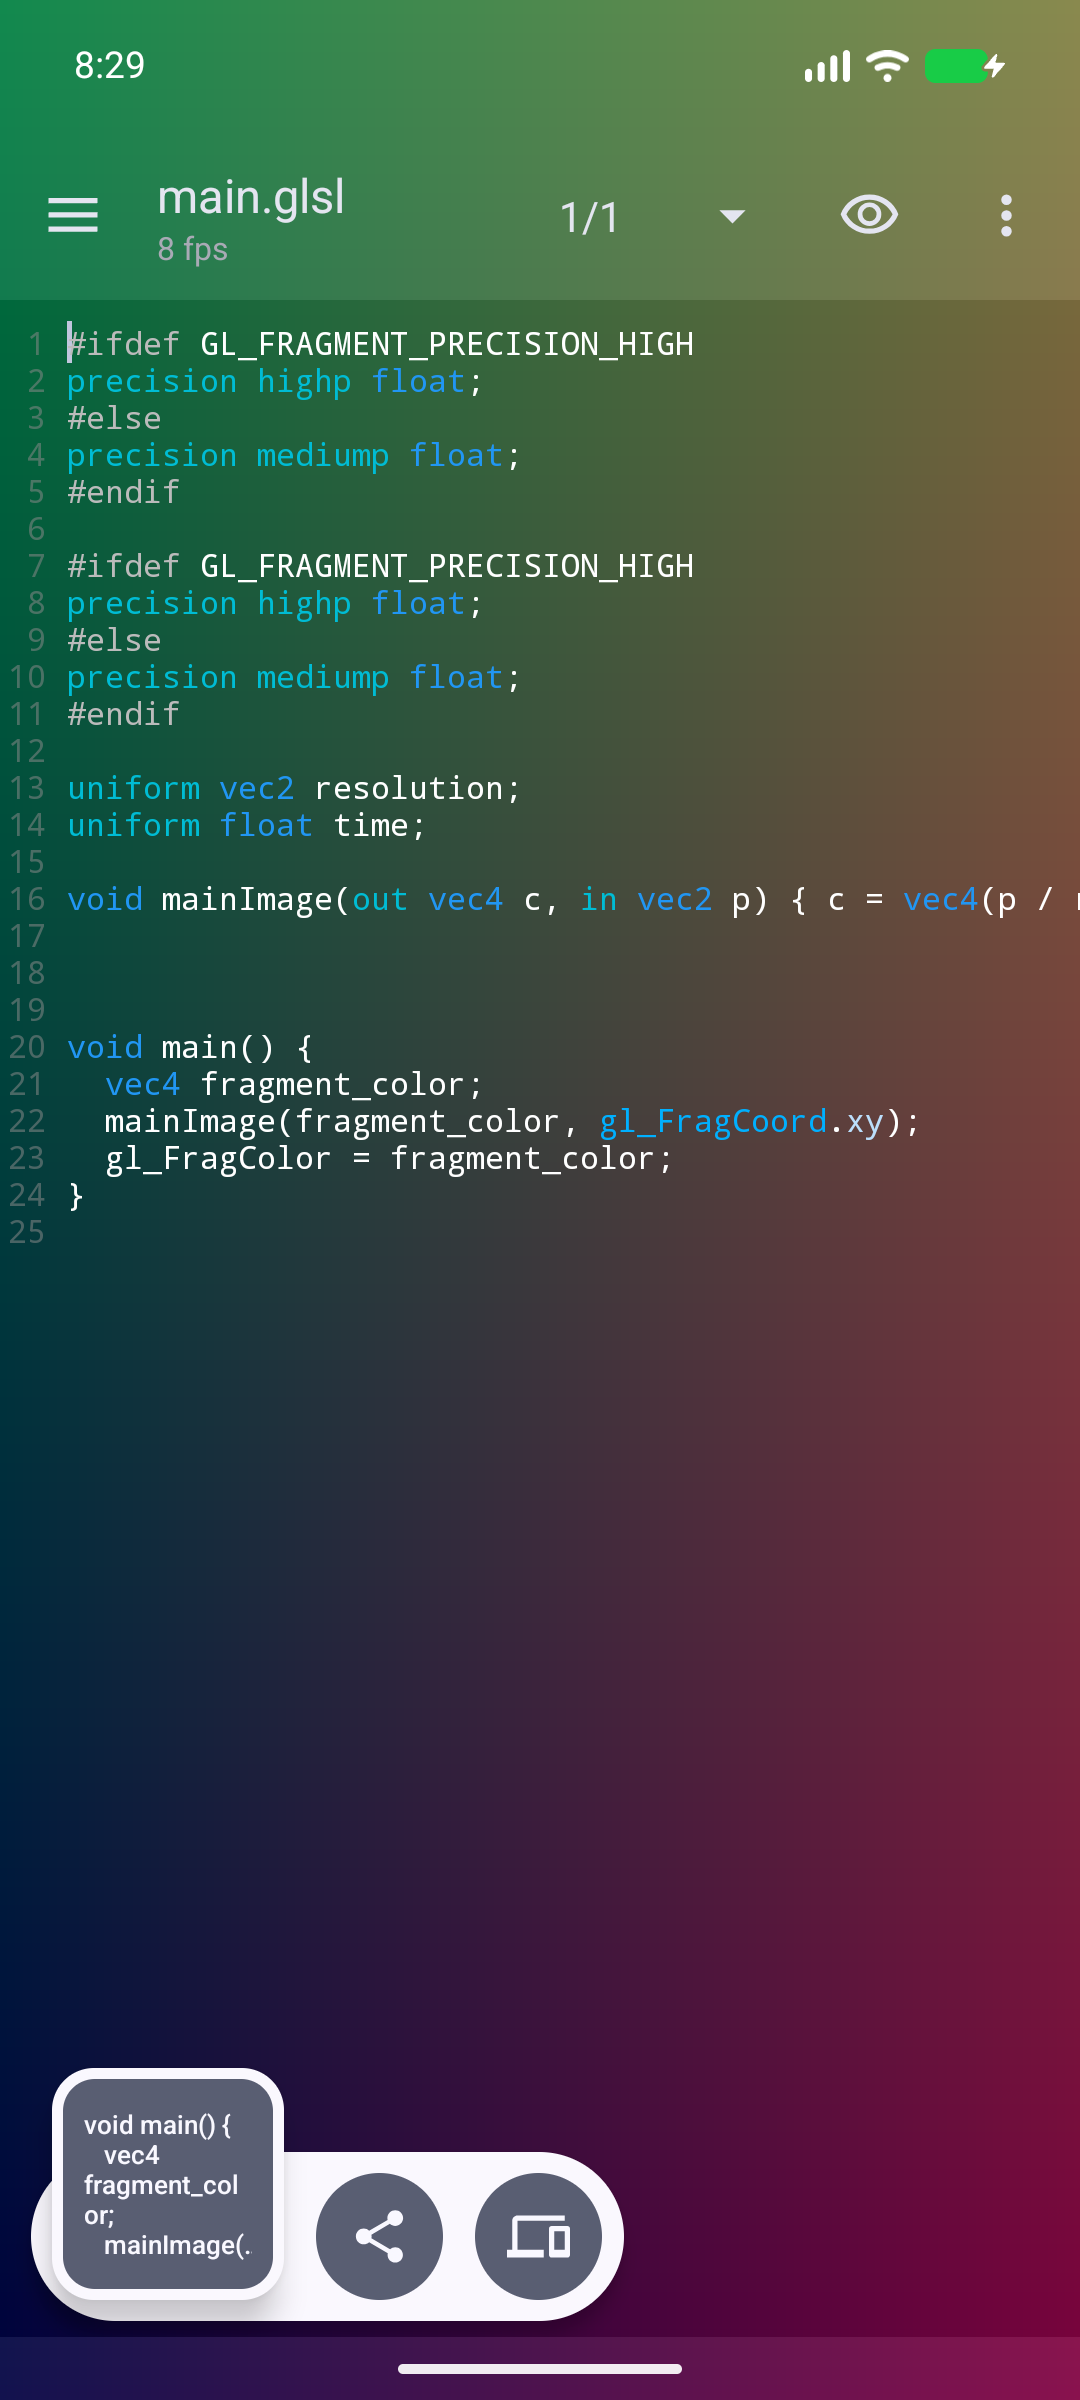 8:29
main.glsl
8 fps
1/1
1 #ifdef GL_FRAGMENT_PRECISION_HIGH
2 precision highp float;
3 #else
4 precision mediump float;
5 #endif
6
7 #ifdef GL_FRAGMENT_PRECISION_HIGH
8 precision highp float;
9 #else
10 precision mediump float;
11 #endif
12
13 uniform vec2 resolution;
14 uniform float time;
15
16 void mainImage(out vec4 c, in vec2 p) { c = vec4(p /
17
18
19
20 void main() {
21   vec4 fragment_color;
22   mainImage(fragment_color, gl_FragCoord.xy);
23   gl_FragColor = fragment_color;
24 }
25
void main() {
vec4
fragment_col
or;
mainImage(.